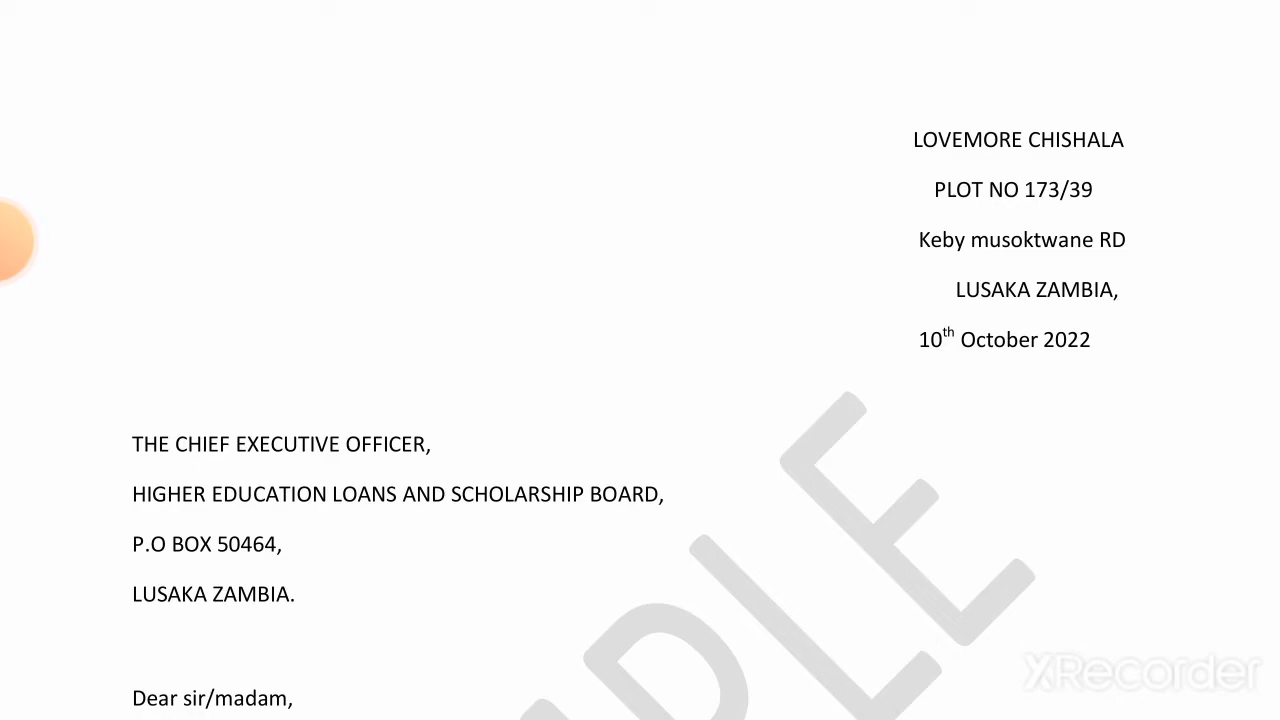 LOVEMORE CHISHALA
PLOT NO 173/39
Keby musoktwane RD
LUSAKA ZAMBIA,
10th October 2022
THE CHIEF EXECUTIVE OFFICER,
HIGHER EDUCATION LOANS AND SCHOLARSHIP BOARD,
P.O BOX 50464,
LUSAKA ZAMBIA.
Dear sir/madam,
XRecorder